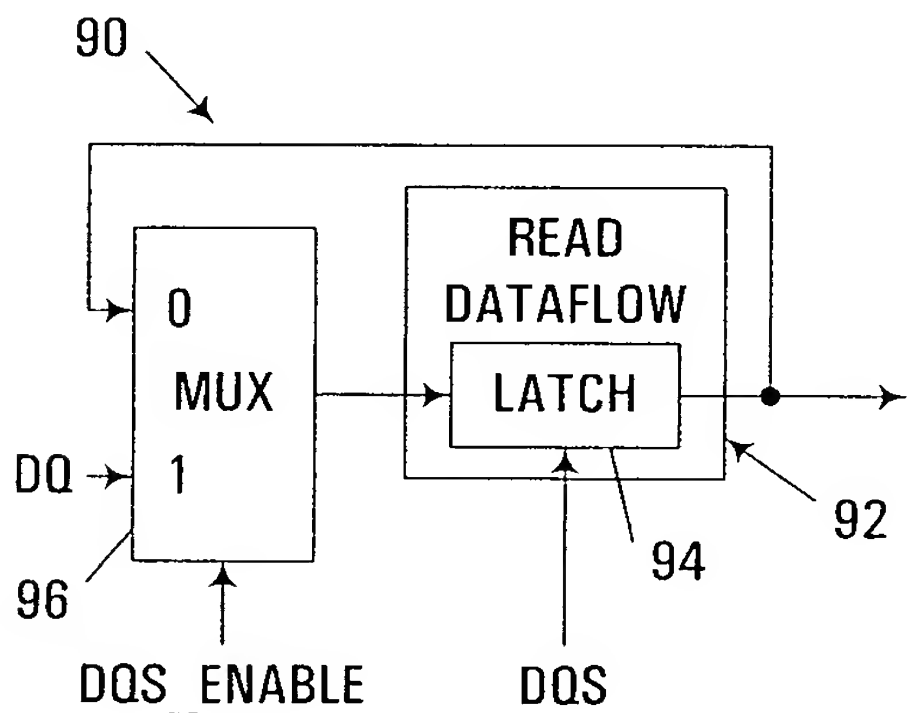 90
READ
DATAFLOW
0
MUX
LATCH
DQ
1
92
94
96
DQS ENABLE
DQS